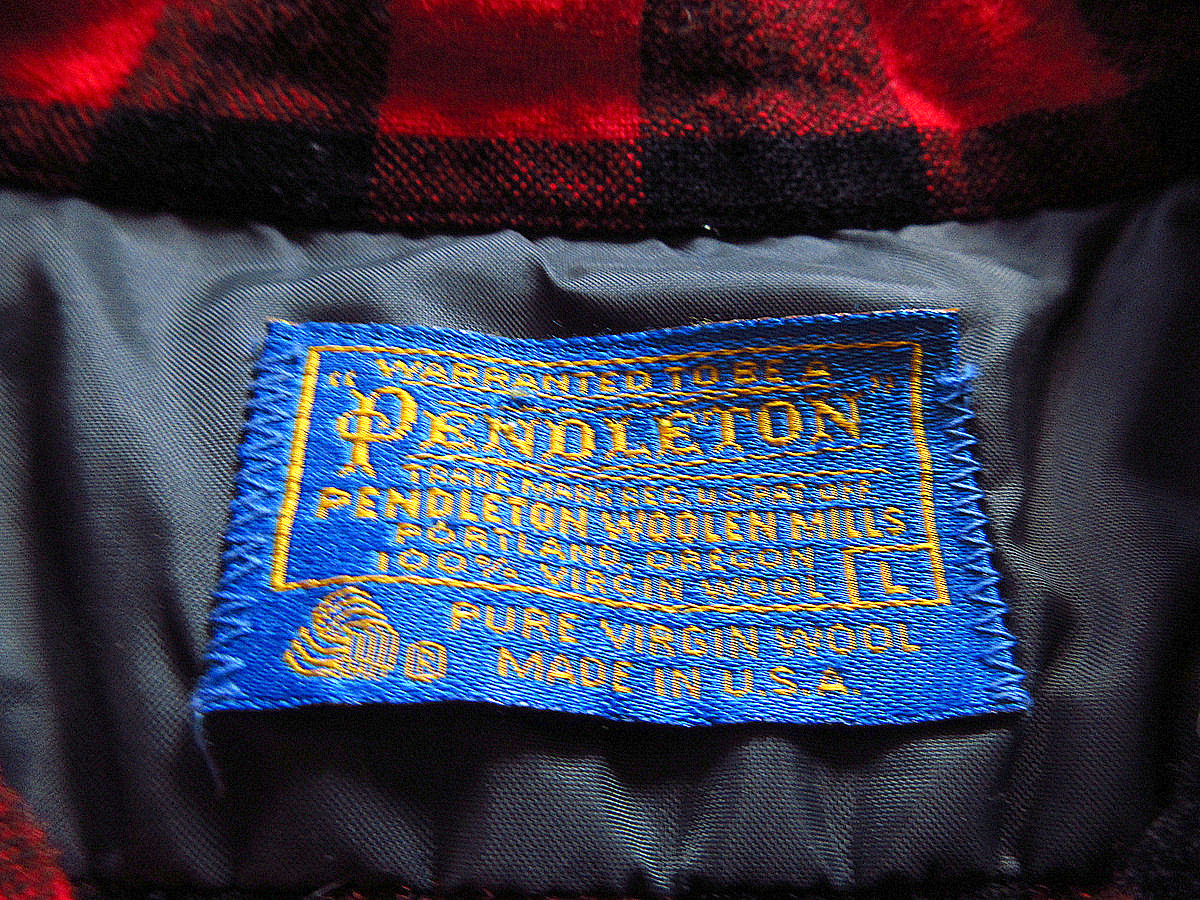 "WARRANTED TO BE A
PENDLETON"
TRADE MARK REG. U.S. PAT. OFF.
PENDLETON WOOLEN MILLS
PORTLAND, OREGON
100% VIRGIN WOOL L
PURE VIRGIN WOOL
MADE IN U.S.A.